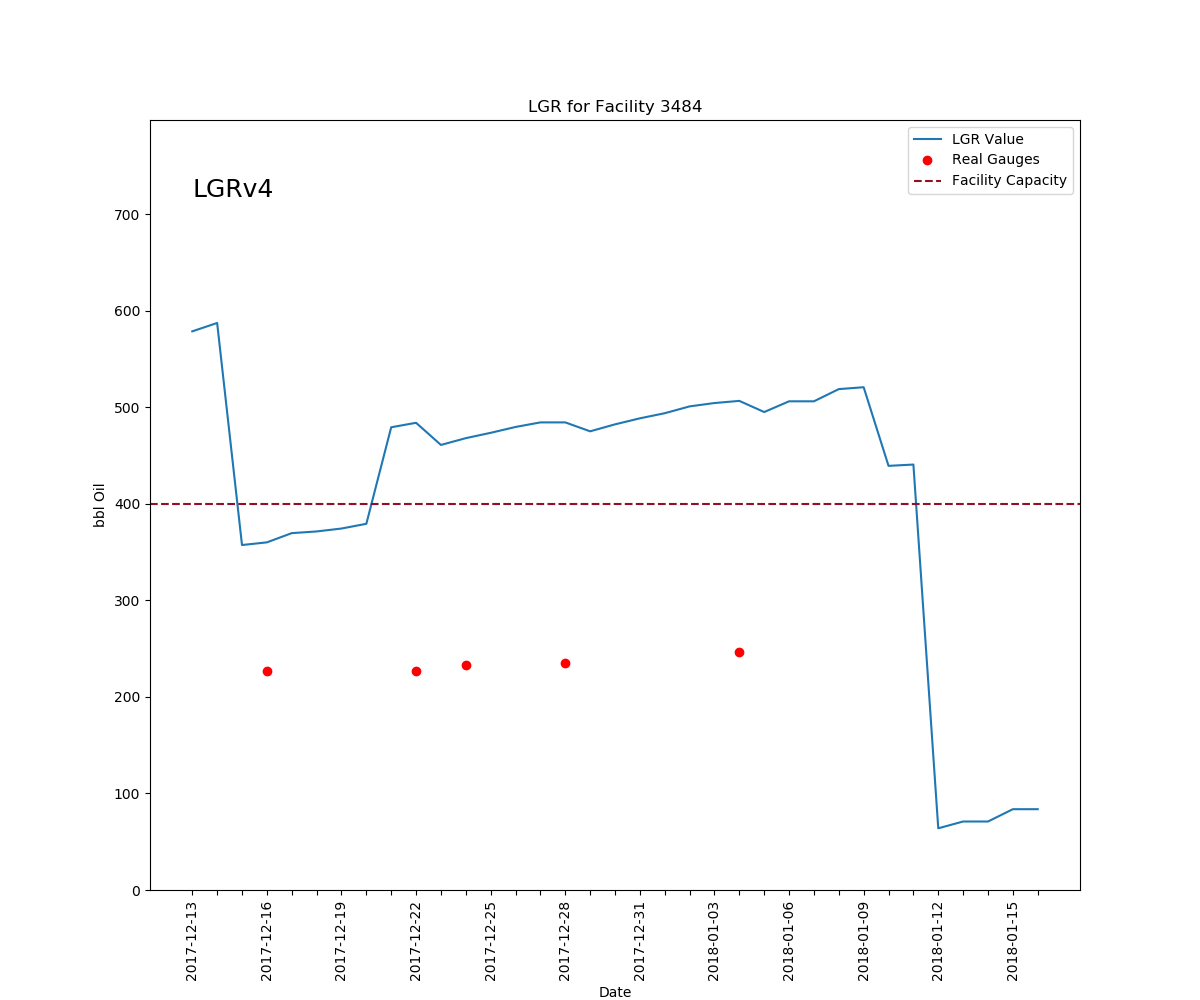 LGR for Facility 3484
LGRv4
LGR Value
Real Gauges
Facility Capacity
700
600
500
400
300
200
100
0
bbl Oil
2017-12-13
2017-12-16
2017-12-19
2017-12-22
2017-12-25
2017-12-28
2017-12-31
2018-01-03
2018-01-06
2018-01-09
2018-01-12
2018-01-15
Date